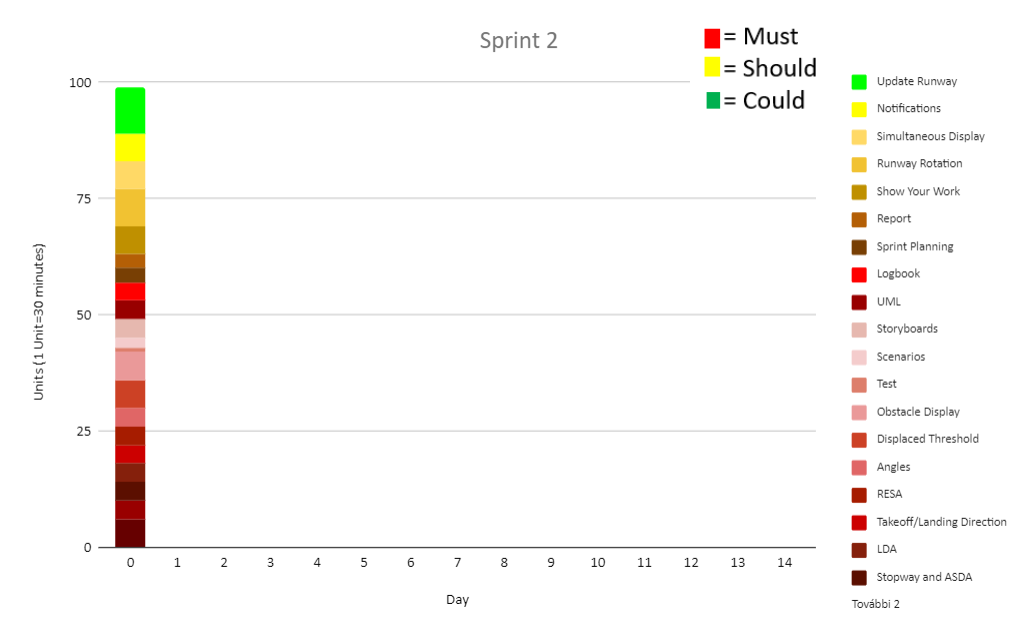 Sprint 2
= Must
= Should
= Could
100
75
50
25
0
Units (1 Unit=30 minutes)
0 1 2 3 4 5 6 7 8 9 10 11 12 13 14
Day
Update Runway
Notifications
Simultaneous Display
Runway Rotation
Show Your Work
Report
Sprint Planning
Logbook
UML
Storyboards
Scenarios
Test
Obstacle Display
Displaced Threshold
Angles
RESA
Takeoff/Landing Direction
LDA
Stopway and ASDA
További 2